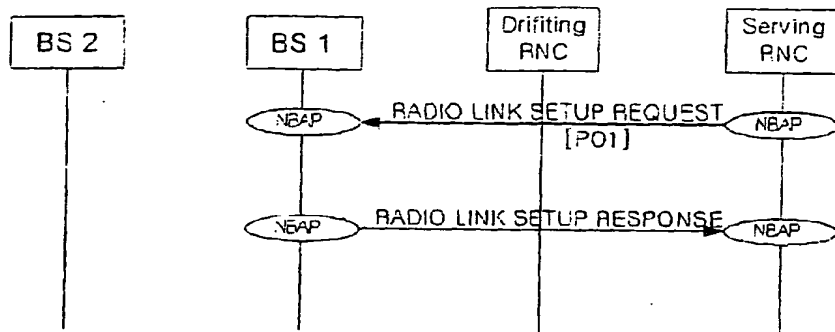 BS 2
BS 1
Drifiting
RNC
Serving
RNC
RADIO LINK SETUP REQUEST
NBAP
NBAP
[PO1]
RADIO LINK SETUP RESPONSE
NBAP
NBAP